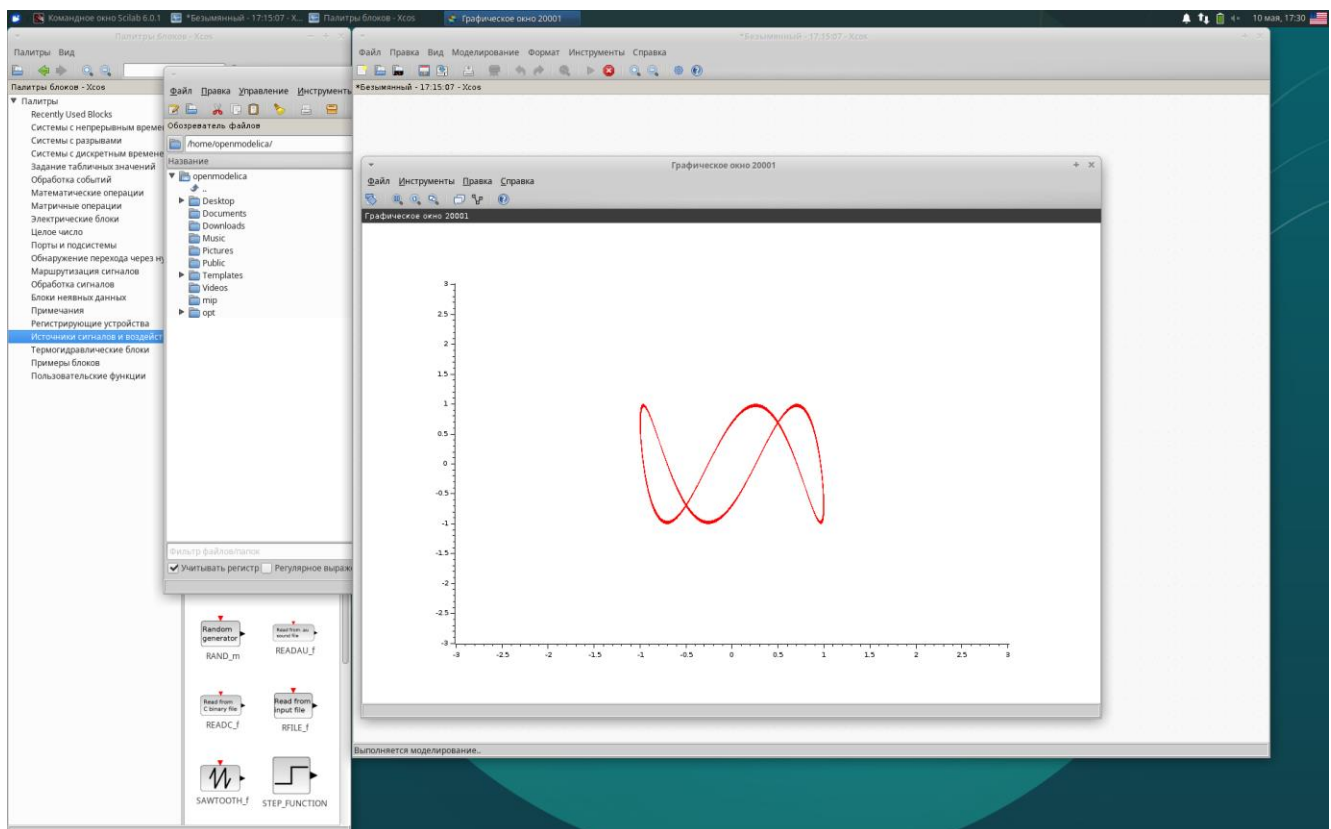 Командное окно Scilab 6.0.1
*Безымянный - 17:15:07 - X...
Палитры блоков - Xcos
Графическое окно 20001
10 мая, 17:30
Палитры блоков - Xcos
Палитры Вид
Палитры блоков - Xcos
Палитры
Recently Used Blocks
Системы с непрерывным времен
Системы с разрывами
Системы с дискретным времене
Задание табличных значений
Обработка событий
Математические операции
Матричные операции
Электрические блоки
Целое число
Порты и подсистемы
Обнаружение перехода через ну
Маршрутизация сигналов
Обработка сигналов
Блоки неявных данных
Примечания
Регистрирующие устройства
Источники сигналов и воздейст
Термогидравлические блоки
Примеры блоков
Пользовательские функции
Файл Правка Управление Инструменты
Обозреватель файлов
/home/openmodelica/
Название
openmodelica
..
Desktop
Documents
Downloads
Music
Pictures
Public
Templates
Videos
mip
opt
Фильтр файлов/папок
Учитывать регистр Регулярное выраж
Random generator
RAND_m
Read from .au sound file
READAU_f
Read from C binary file
READC_f
Read from input file
RFILE_f
SAWTOOTH_f
STEP_FUNCTION
*Безымянный - 17:15:07 - Xcos
Файл Правка Вид Моделирование Формат Инструменты Справка
*Безымянный - 17:15:07 - Xcos
Графическое окно 20001
Файл Инструменты Правка Справка
Графическое окно 20001
3
2.5
2
1.5
1
0.5
0
-0.5
-1
-1.5
-2
-2.5
-3
-3 -2.5 -2 -1.5 -1 -0.5 0 0.5 1 1.5 2 2.5 3
Выполняется моделирование..